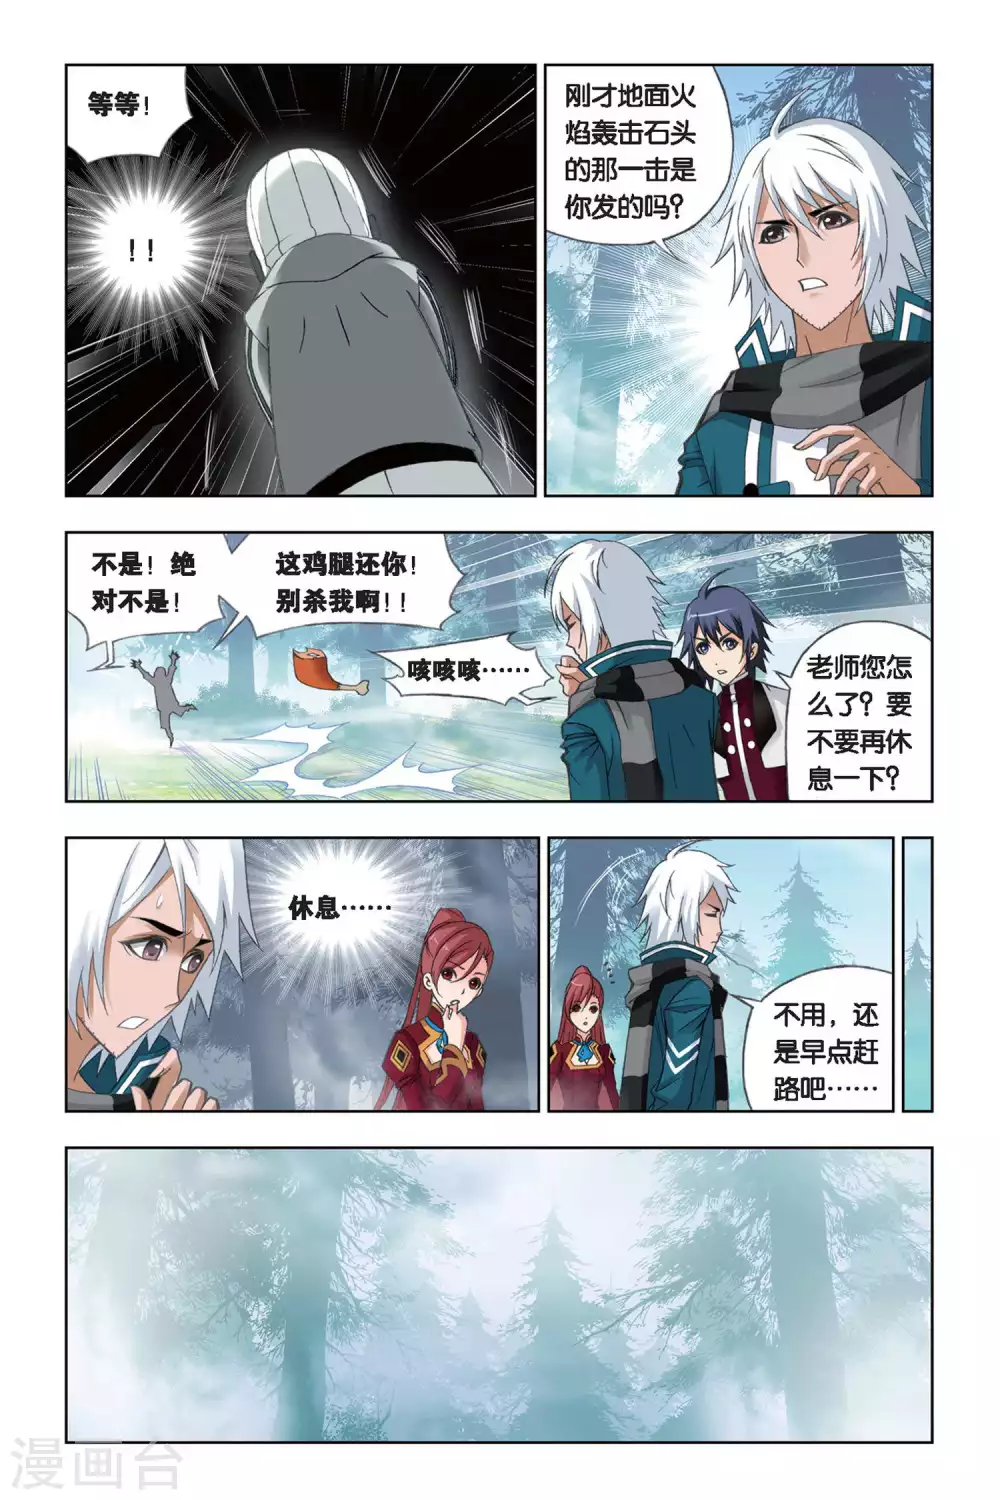 等等！
！！
刚才地面火
焰轰击石头
的那一击是
你发的吗？
不是！绝
对不是！
这鸡腿还你！
别杀我啊！！
咳咳咳……
老师您怎
么了？要
不要再休
息一下？
休息……
不用，还
是早点赶
路吧……
漫画台